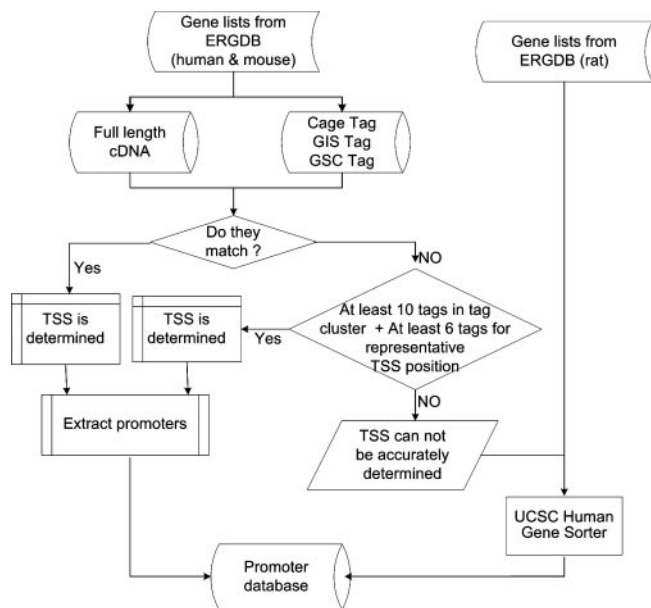 Gene lists from
ERGDB
(human & mouse)
Gene lists from
ERGDB (rat)
Full length
cDNA
Cage Tag
GIS Tag
GSC Tag
Do they
match ?
Yes
NO
TSS is
determined
TSS is
determined
Yes
At least 10 tags in tag
cluster + At least 6 tags for
representative
TSS position
NO
Extract promoters
TSS can not
be accurately
determined
UCSC Human
Gene Sorter
Promoter
database